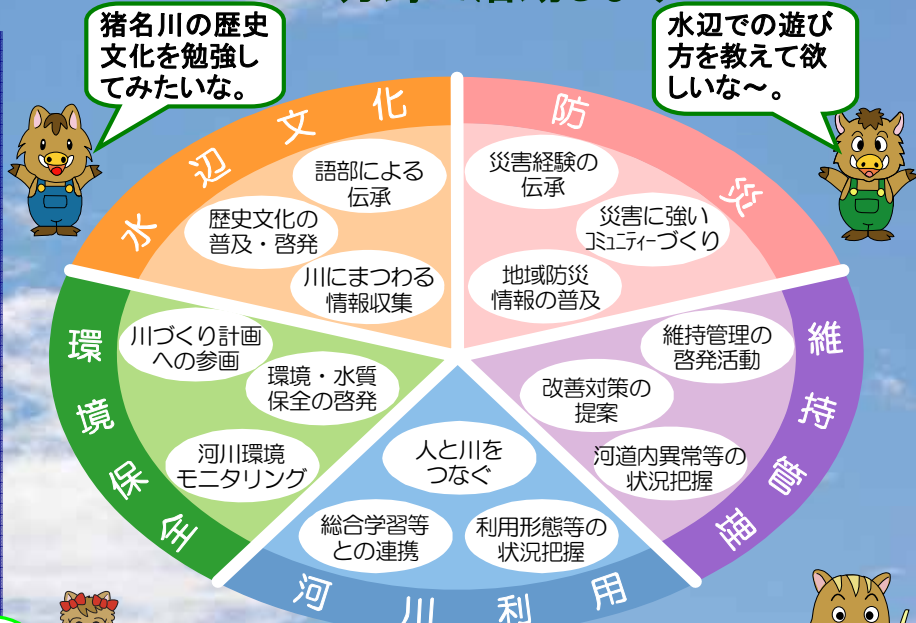 猪名川の歴史
文化を勉強し
てみたいな。
水辺での遊び
方を教えて欲
しいな～。
水辺文化
語部による
伝承
歴史文化の
普及・啓発
川にまつわる
情報収集
防災
災害経験の
伝承
災害に強い
ｺﾐｭﾆﾃｨｰづくり
地域防災
情報の普及
環境保全
川づくり計画
への参画
環境・水質
保全の啓発
河川環境
モニタリング
維持管理
維持管理の
啓発活動
改善対策の
提案
河道内異常等の
状況把握
人と川を
つなぐ
総合学習等
との連携
利用形態等の
状況把握
河川利用